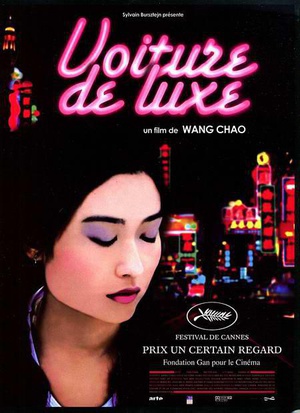 Sylvain Bursztejn présente
Voiture
de luxe
un film de WANG CHAO
FESTIVAL DE CANNES
PRIX UN CERTAIN REGARD
Fondation Gan pour le Cinéma
arte